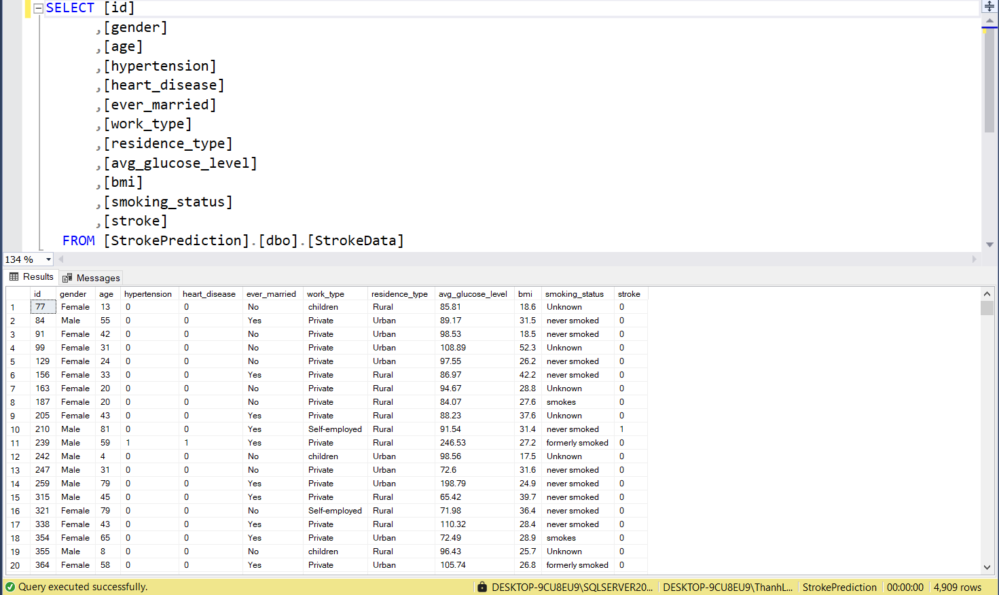 SELECT [id]
,[gender]
,[age]
,[hypertension]
,[heart_disease]
,[ever_married]
,[work_type]
,[residence_type]
,[avg_glucose_level]
,[bmi]
,[smoking_status]
,[stroke]
FROM [StrokePrediction].[dbo].[StrokeData]
134 %
Results Messages
id gender age hypertension heart_disease ever_married work_type residence_type avg_glucose_level bmi smoking_status stroke
1 77 Female 13 0 0 No children Rural 85.81 18.6 Unknown 0
2 84 Male 55 0 0 Yes Private Urban 89.17 31.5 never smoked 0
3 91 Female 42 0 0 No Private Urban 98.53 18.5 never smoked 0
4 99 Female 31 0 0 No Private Urban 108.89 52.3 Unknown 0
5 129 Female 24 0 0 No Private Urban 97.55 26.2 never smoked 0
6 156 Female 33 0 0 Yes Private Rural 86.97 42.2 never smoked 0
7 163 Female 20 0 0 No Private Rural 94.67 28.8 Unknown 0
8 187 Female 20 0 0 No Private Rural 84.07 27.6 smokes 0
9 205 Female 43 0 0 Yes Private Rural 88.23 37.6 Unknown 0
10 210 Male 81 0 0 Yes Self-employed Rural 91.54 31.4 never smoked 1
11 239 Male 59 1 1 Yes Private Rural 246.53 27.2 formerly smoked 0
12 242 Male 4 0 0 No children Urban 98.56 17.5 Unknown 0
13 247 Male 31 0 0 No Private Urban 72.6 31.6 never smoked 0
14 259 Male 79 0 0 Yes Private Urban 198.79 24.9 never smoked 0
15 315 Male 45 0 0 Yes Private Rural 65.42 39.7 never smoked 0
16 321 Female 79 0 0 No Self-employed Rural 71.98 36.4 never smoked 0
17 338 Female 43 0 0 Yes Private Rural 110.32 28.4 never smoked 0
18 354 Female 65 0 0 Yes Private Urban 72.49 28.9 smokes 0
19 355 Male 8 0 0 No children Rural 96.43 25.7 Unknown 0
20 364 Female 58 0 0 Yes Private Urban 105.74 26.8 formerly smoked 0
Query executed successfully. DESKTOP-9CU8EU9\SQLSERVER20... DESKTOP-9CU8EU9\ThanhL... StrokePrediction 00:00:00 4,909 rows